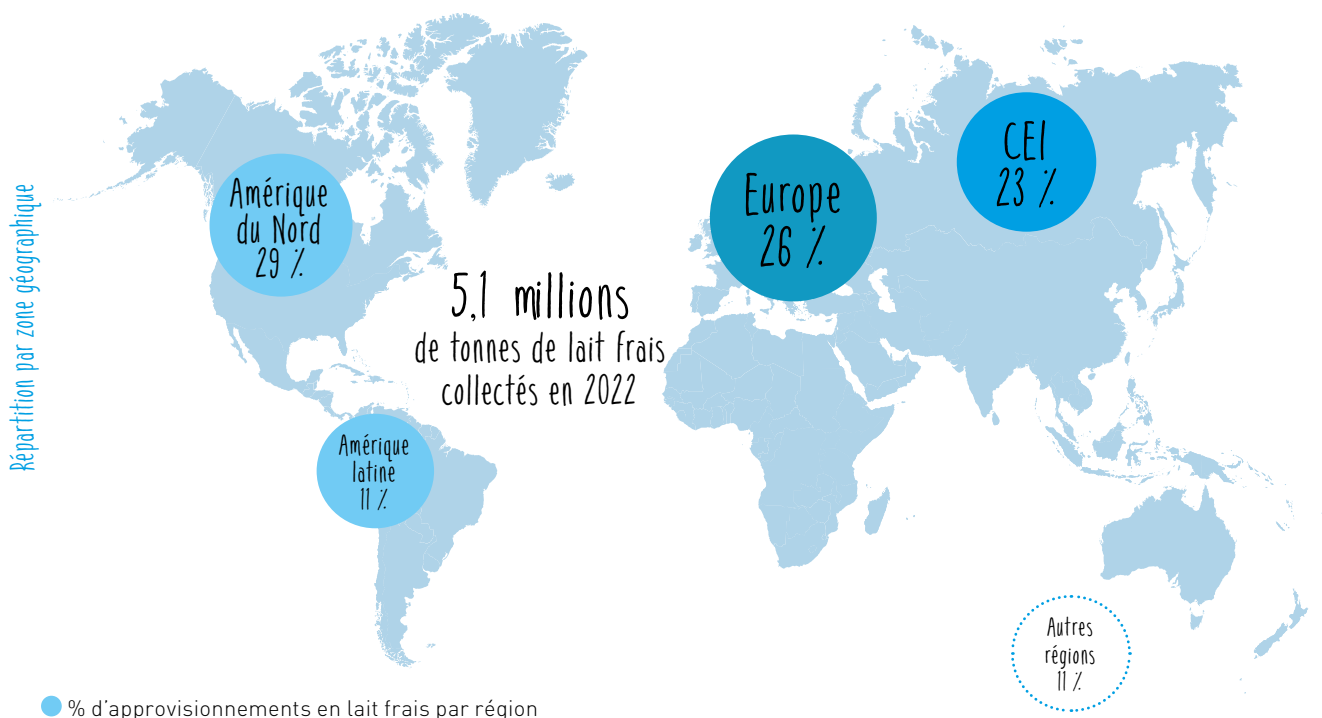 Répartition par zone géographique
Amérique
du Nord
29 %
Europe
26 %
CEI
23 %
5,1 millions
de tonnes de lait frais
collectés en 2022
Amérique
latine
11 %
Autres
régions
11 %
% d'approvisionnements en lait frais par région